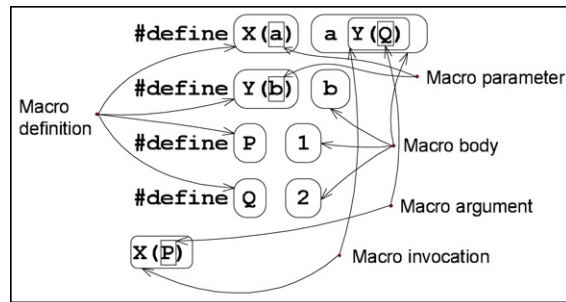 #define X(a) a Y(Q)
Macro parameter
#define Y(b) b
Macro definition
#define P 1
Macro body
#define Q 2
Macro argument
X(P)
Macro invocation